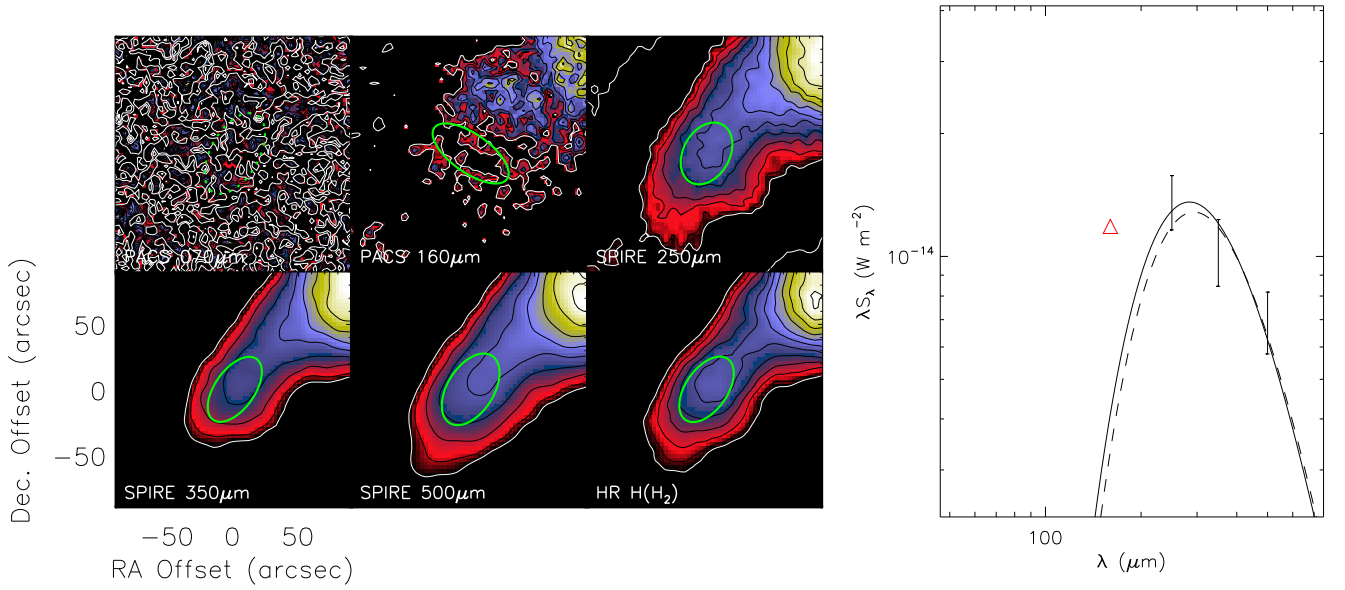 PACS 070μm
PACS 160μm
SPIRE 250μm
SPIRE 350μm
SPIRE 500μm
HR H(H₂)
Dec. Offset (arcsec)
50
0
−50
−50 0 50
RA Offset (arcsec)
λSλ (W m⁻²)
10⁻¹⁴
100
λ (μm)